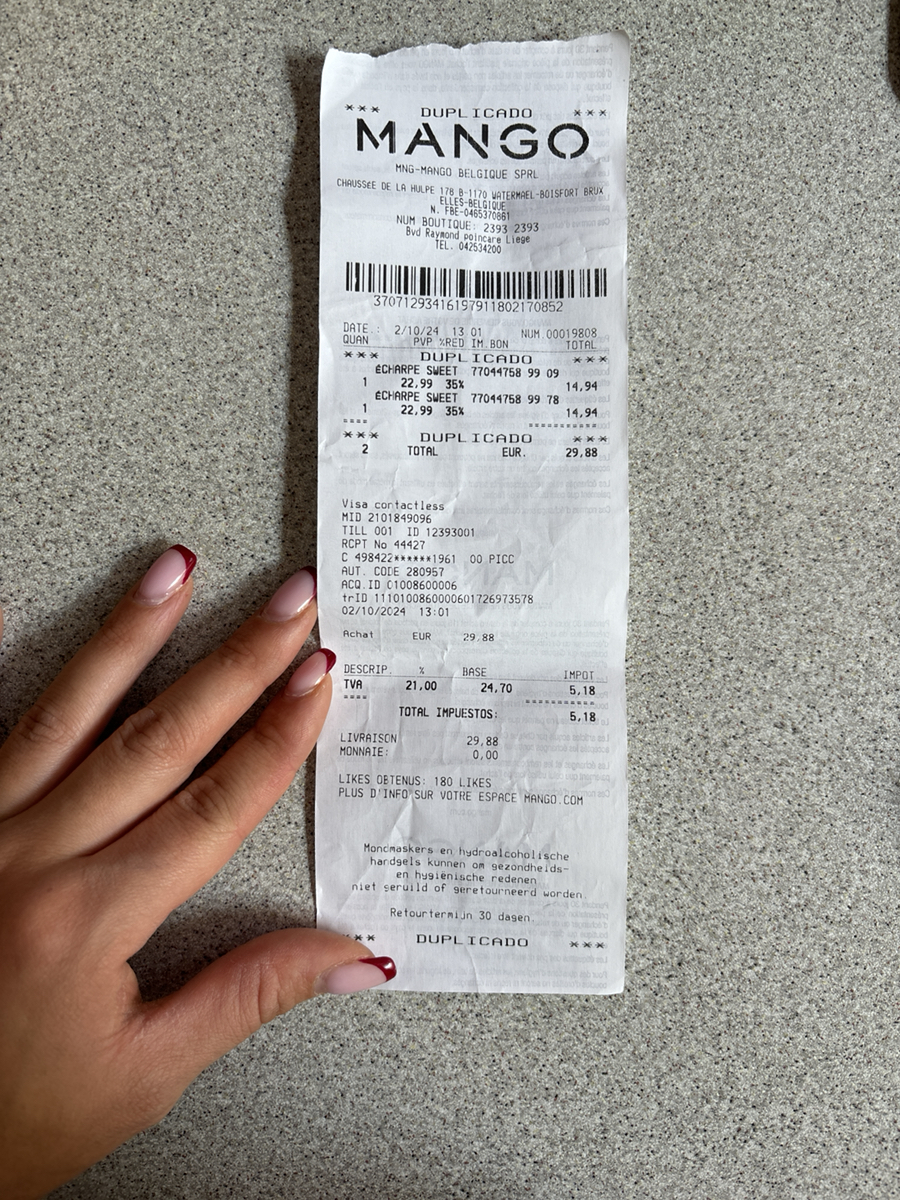 *** DUPLICADO ***
MANGO
MNG-MANGO BELGIQUE SPRL
CHAUSSéE DE LA HULPE 178 B-1170 WATERMAEL-BOISFORT BRUX
ELLES-BELGIQUE
N. FBE-0465370861
NUM BOUTIQUE: 2393 2393
Bvd Raymond poincare Liege
TEL. 042534200
37071293416197911802170852
DATE.: 2/10/24 13 01 NUM.00019808
QUAN PVP %RED IM.BON TOTAL
*** DUPLICADO ***
ÉCHARPE SWEET 77044758 99 09
1 22,99 35% 14,94
ÉCHARPE SWEET 77044758 99 78
1 22,99 35% 14,94
==== ===========
*** DUPLICADO ***
2 TOTAL EUR. 29,88
Visa contactless
MID 2101849096
TILL 001 ID 12393001
RCPT No 44427
C 498422******1961 00 PICC
AUT. CODE 280957
ACQ.ID 01008600006
trID 1110100860000601726973578
02/10/2024 13:01
Achat EUR 29.88
DESCRIP. % BASE IMPOT
TVA 21,00 24,70 5,18
==== ===========
TOTAL IMPUESTOS: 5,18
LIVRAISON 29,88
MONNAIE: 0,00
LIKES OBTENUS: 180 LIKES
PLUS D'INFO SUR VOTRE ESPACE MANGO.COM
Mondmaskers en hydroalcoholische
handgels kunnen om gezondheids-
en hygiënische redenen
niet geruild of geretourneerd worden.
Retourtermijn 30 dagen.
*** DUPLICADO ***